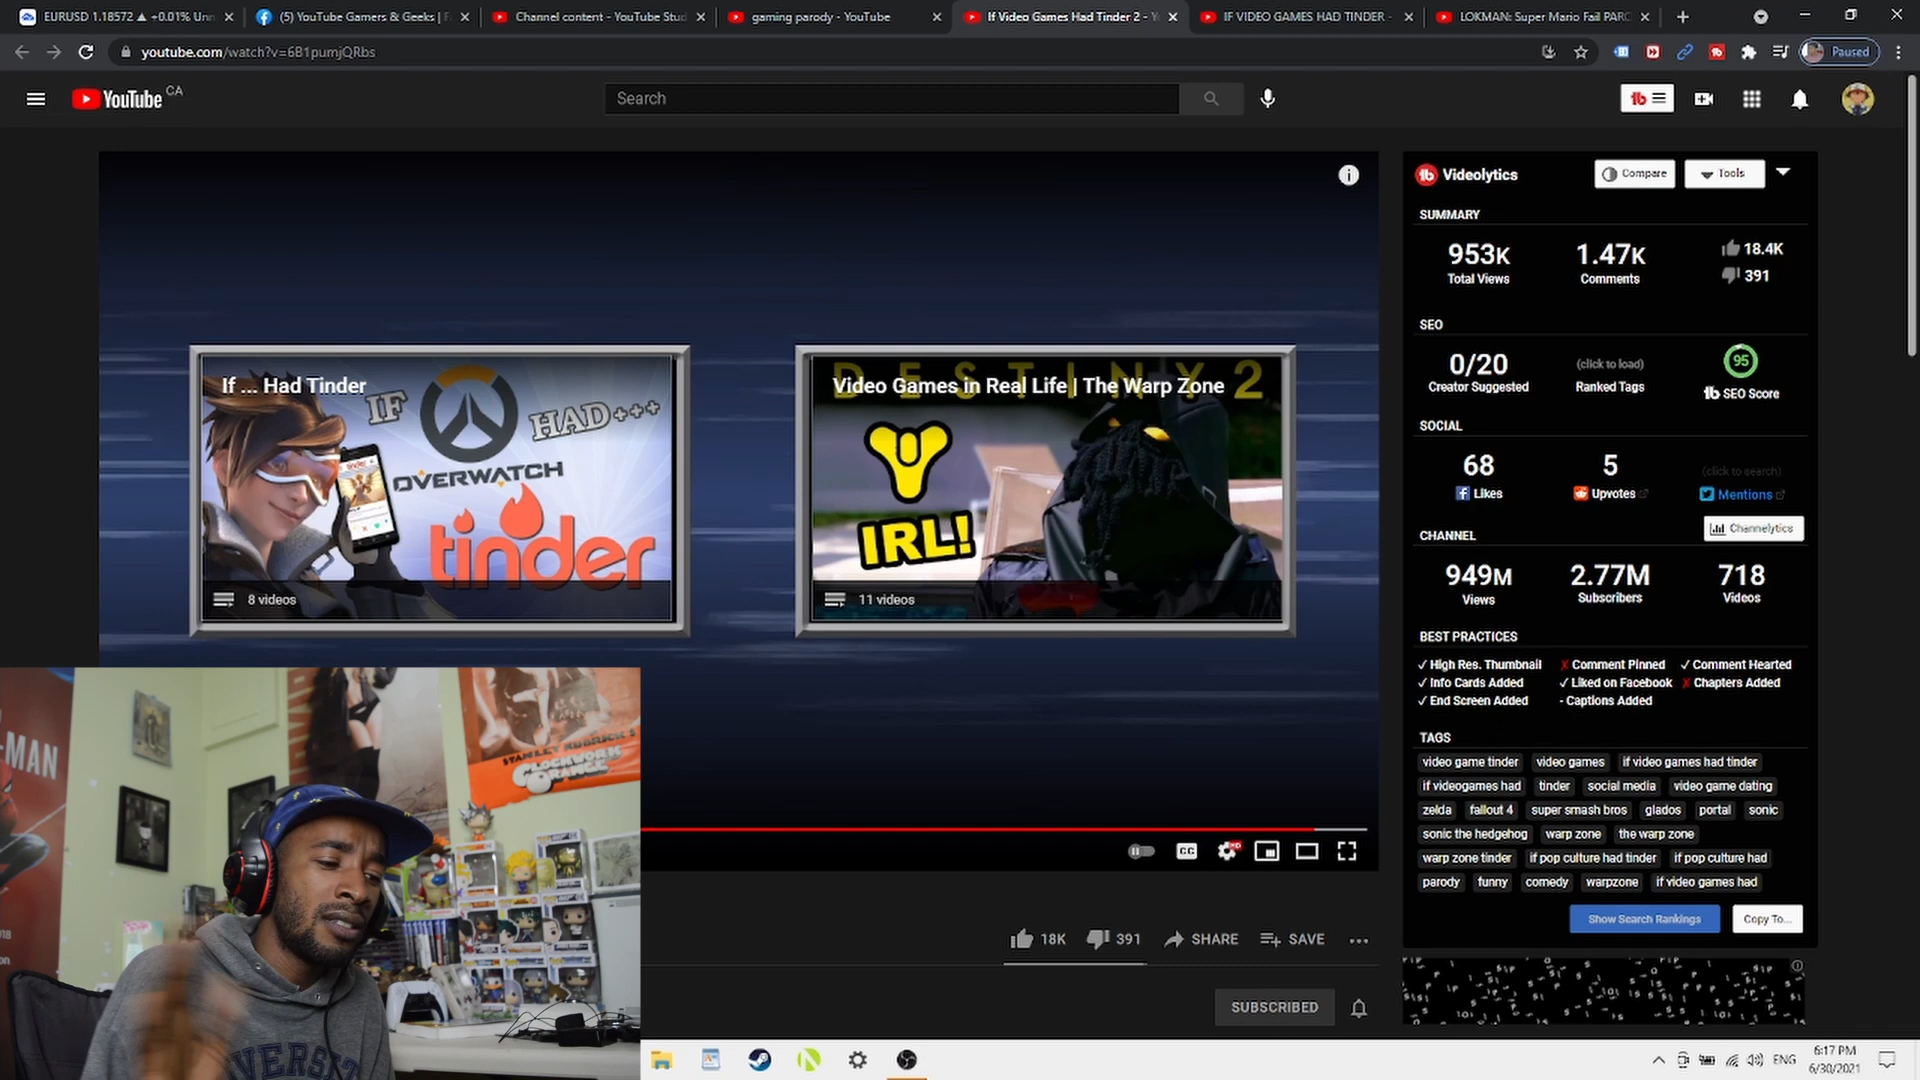 EURUSD 1.18572 ▲ +0.01% Unn
(5) YouTube Gamers & Geeks | F
Channel content - YouTube Stud
gaming parody - YouTube
If Video Games Had Tinder 2 - Y
IF VIDEO GAMES HAD TINDER -
LOKMAN: Super Mario Fail PARO
youtube.com/watch?v=6B1pumjQRbs
Paused
YouTube CA
Search
DESTINY 2
If ... Had Tinder
IF
HAD+++
OVERWATCH
tinder
8 videos
Video Games in Real Life | The Warp Zone
IRL!
11 videos
Videolytics
Compare
Tools
SUMMARY
953K
1.47K
18.4K
Total Views
Comments
391
SEO
0/20
(click to load)
95
Creator Suggested
Ranked Tags
SEO Score
SOCIAL
68
5
(click to search)
Likes
Upvotes
Mentions
CHANNEL
Channelytics
949M
2.77M
718
Views
Subscribers
Videos
BEST PRACTICES
✓ High Res. Thumbnail
✗ Comment Pinned
✓ Comment Hearted
✓ Info Cards Added
✓ Liked on Facebook
✗ Chapters Added
✓ End Screen Added
- Captions Added
TAGS
video game tinder
video games
if video games had tinder
if videogames had
tinder
social media
video game dating
zelda
fallout 4
super smash bros
glados
portal
sonic
sonic the hedgehog
warp zone
the warp zone
warp zone tinder
if pop culture had tinder
if pop culture had
parody
funny
comedy
warpzone
if video games had
Show Search Rankings
Copy To...
CC
HD
18K
391
SHARE
SAVE
SUBSCRIBED
-MAN
STANLEY KUBRICK'S
CLOCKWORK
ORANGE
VERSIT
ENG
6:17 PM
6/30/2021